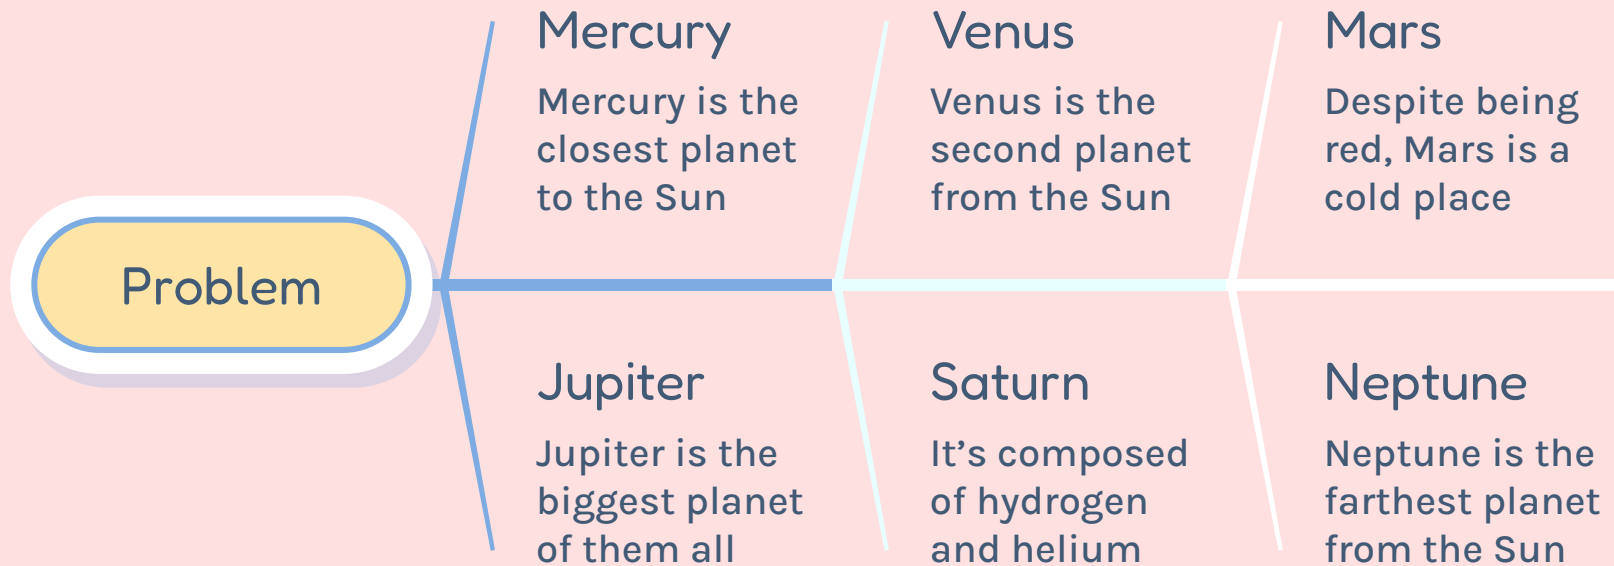 Problem
Mercury
Mercury is the
closest planet
to the Sun
Venus
Venus is the
second planet
from the Sun
Mars
Despite being
red, Mars is a
cold place
Jupiter
Jupiter is the
biggest planet
of them all
Saturn
It’s composed
of hydrogen
and helium
Neptune
Neptune is the
farthest planet
from the Sun